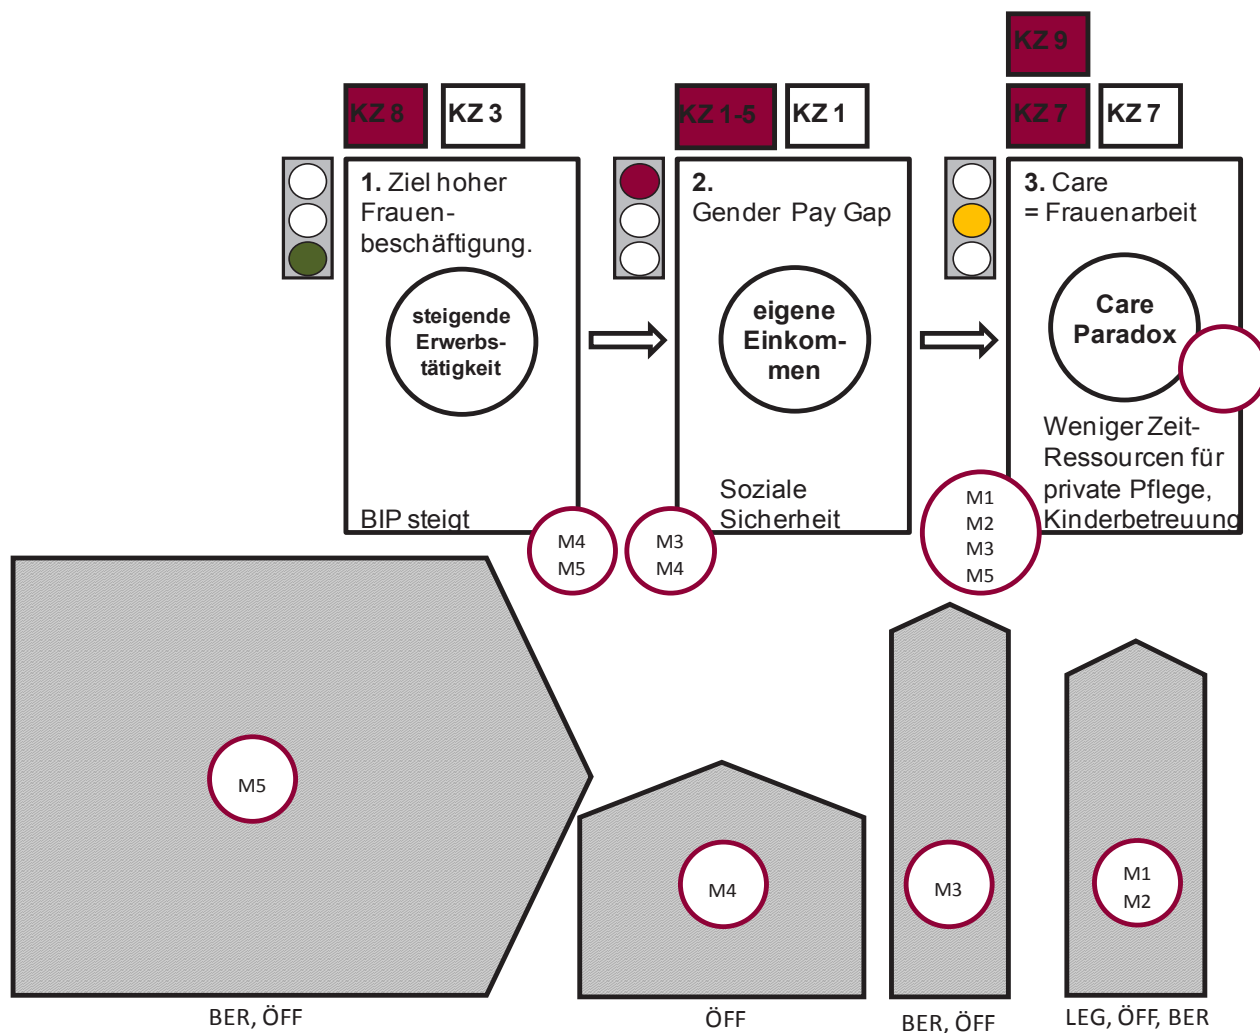 KZ 9
KZ 8
KZ 3
KZ 1-5
KZ 1
KZ 7
KZ 7
1. Ziel hoher
Frauen-
beschäftigung.
steigende
Erwerbs-
tätigkeit
BIP steigt
2.
Gender Pay Gap
eigene
Einkom-
men
Soziale
Sicherheit
3. Care
= Frauenarbeit
Care
Paradox
Weniger Zeit-
Ressourcen für
private Pflege,
Kinderbetreuung
M4
M5
M3
M4
M1
M2
M3
M5
M5
M4
M3
M1
M2
BER, ÖFF
ÖFF
BER, ÖFF
LEG, ÖFF, BER